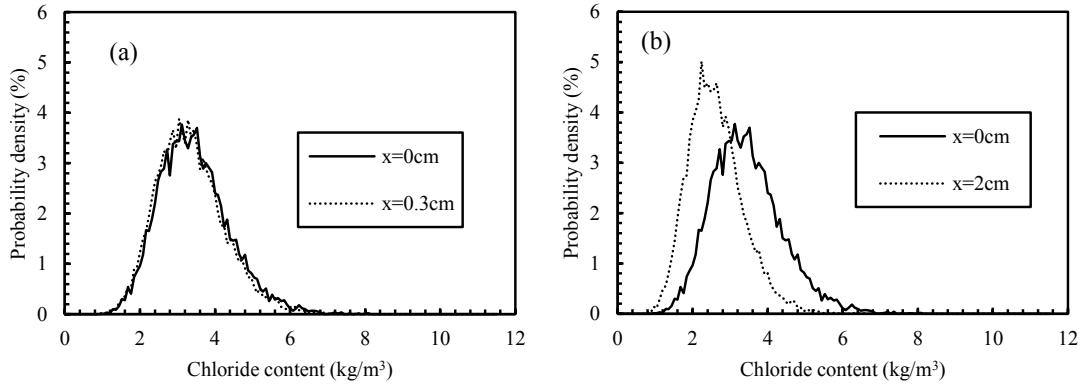 6
5
4
3
2
1
0
Probability density (%)
(a)
x=0cm
x=0.3cm
0 2 4 6 8 10 12
Chloride content (kg/m³)
6
5
4
3
2
1
0
Probability density (%)
(b)
x=0cm
x=2cm
0 2 4 6 8 10 12
Chloride content (kg/m³)